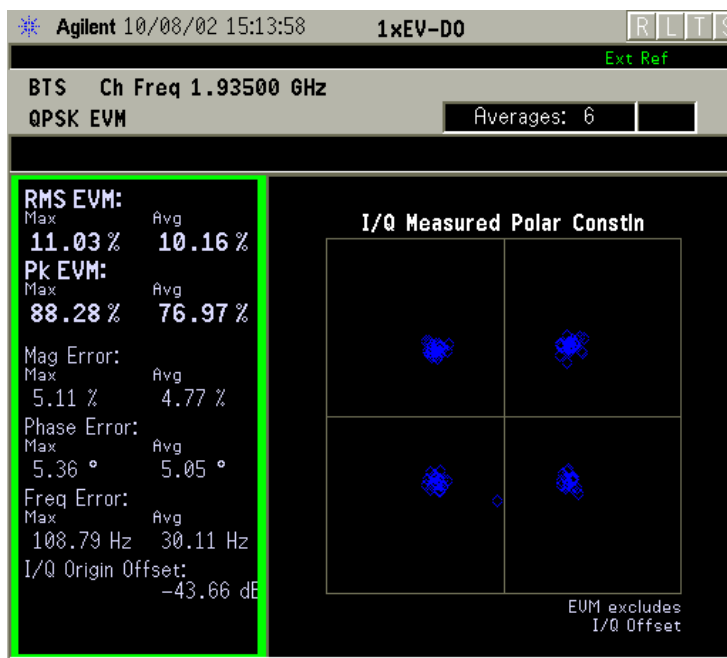 Agilent 10/08/02 15:13:58 1xEV-DO R L T S
Ext Ref
BTS Ch Freq 1.93500 GHz
QPSK EVM Averages: 6
RMS EVM:
Max Avg
11.03 % 10.16 %
Pk EVM:
Max Avg
88.28 % 76.97 %
Mag Error:
Max Avg
5.11 % 4.77 %
Phase Error:
Max Avg
5.36 ° 5.05 °
Freq Error:
Max Avg
108.79 Hz 30.11 Hz
I/Q Origin Offset:
-43.66 dB
I/Q Measured Polar Constln
EVM excludes
I/Q Offset